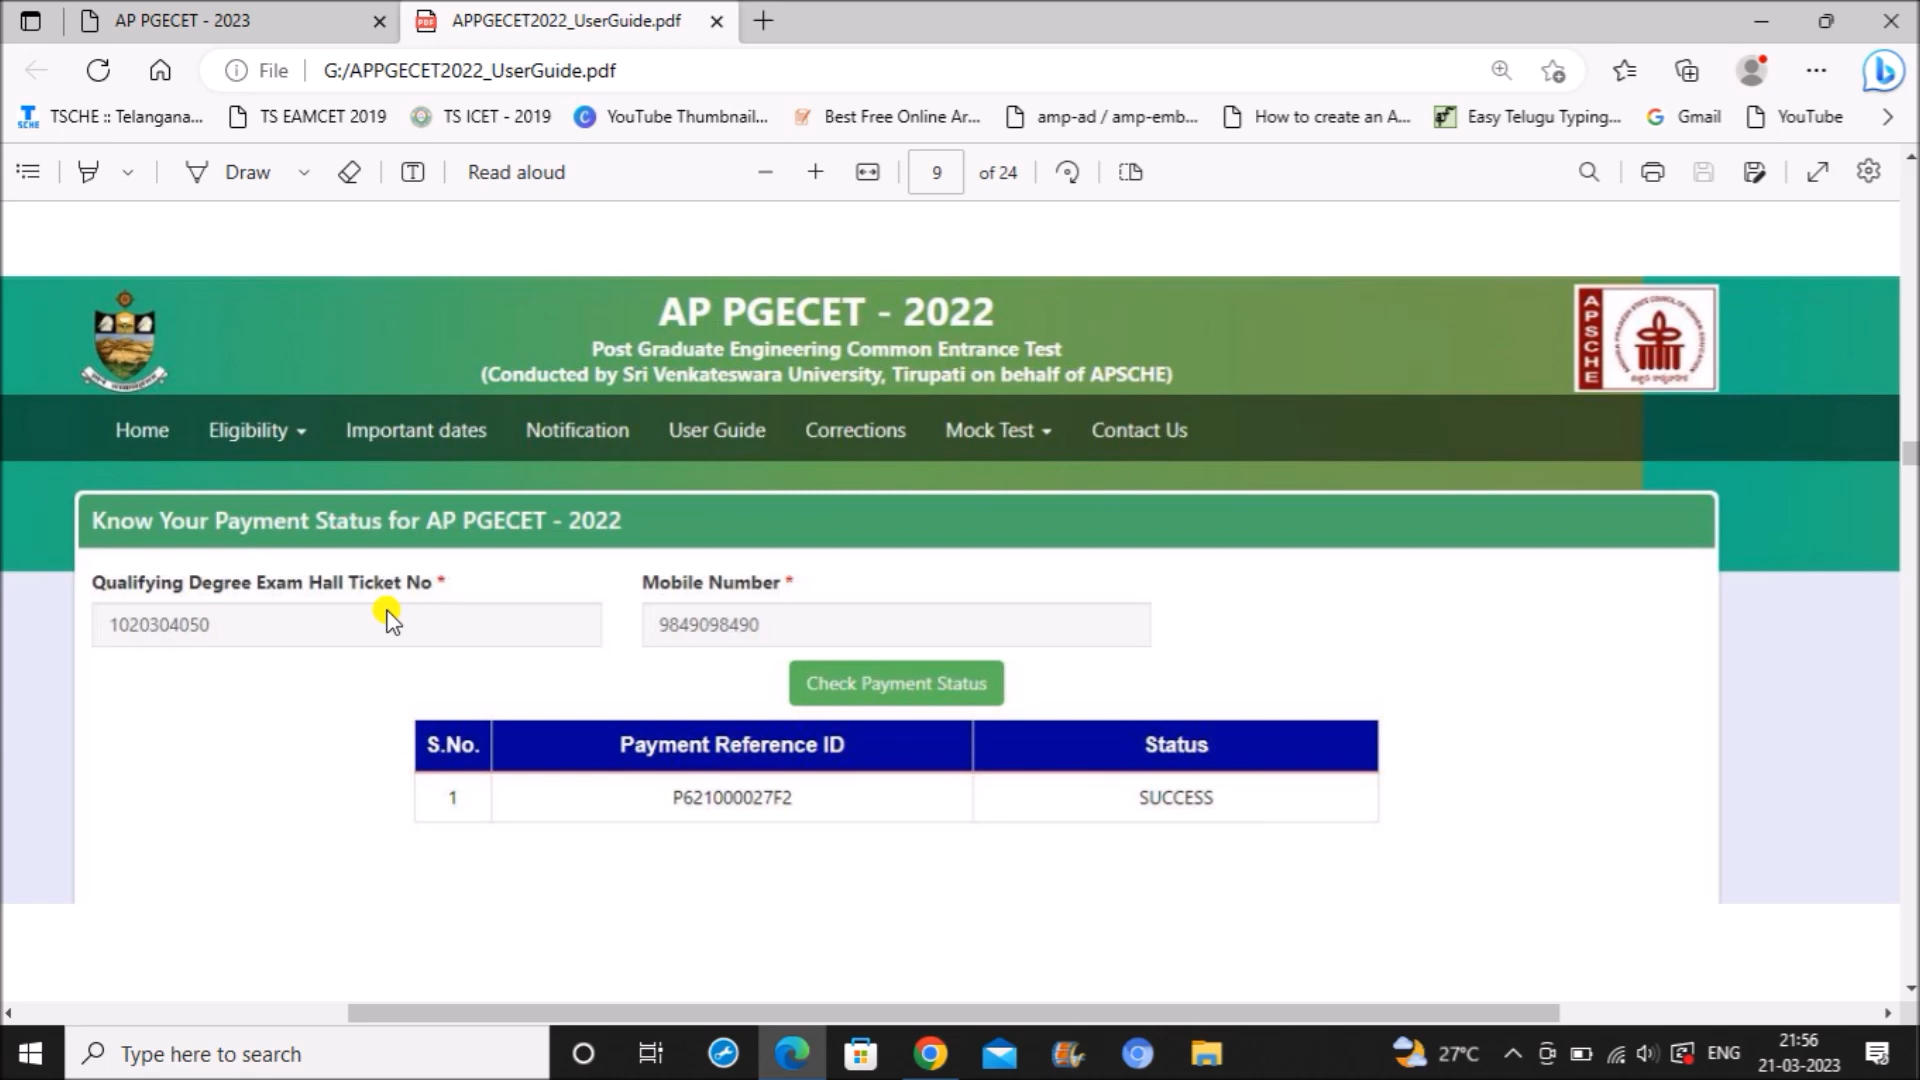 AP PGECET - 2023
APPGECET2022_UserGuide.pdf
File
G:/APPGECET2022_UserGuide.pdf
TSCHE :: Telangana...
TS EAMCET 2019
TS ICET - 2019
YouTube Thumbnail...
Best Free Online Ar...
amp-ad / amp-emb...
How to create an A...
Easy Telugu Typing...
Gmail
YouTube
Draw
Read aloud
9 of 24
AP PGECET - 2022
Post Graduate Engineering Common Entrance Test
(Conducted by Sri Venkateswara University, Tirupati on behalf of APSCHE)
APSCHE
Home Eligibility Important dates Notification User Guide Corrections Mock Test Contact Us
Know Your Payment Status for AP PGECET - 2022
Qualifying Degree Exam Hall Ticket No * Mobile Number *
1020304050 9849098490
Check Payment Status
S.No. Payment Reference ID Status
1 P621000027F2 SUCCESS
Type here to search
27°C
ENG
21:56
21-03-2023